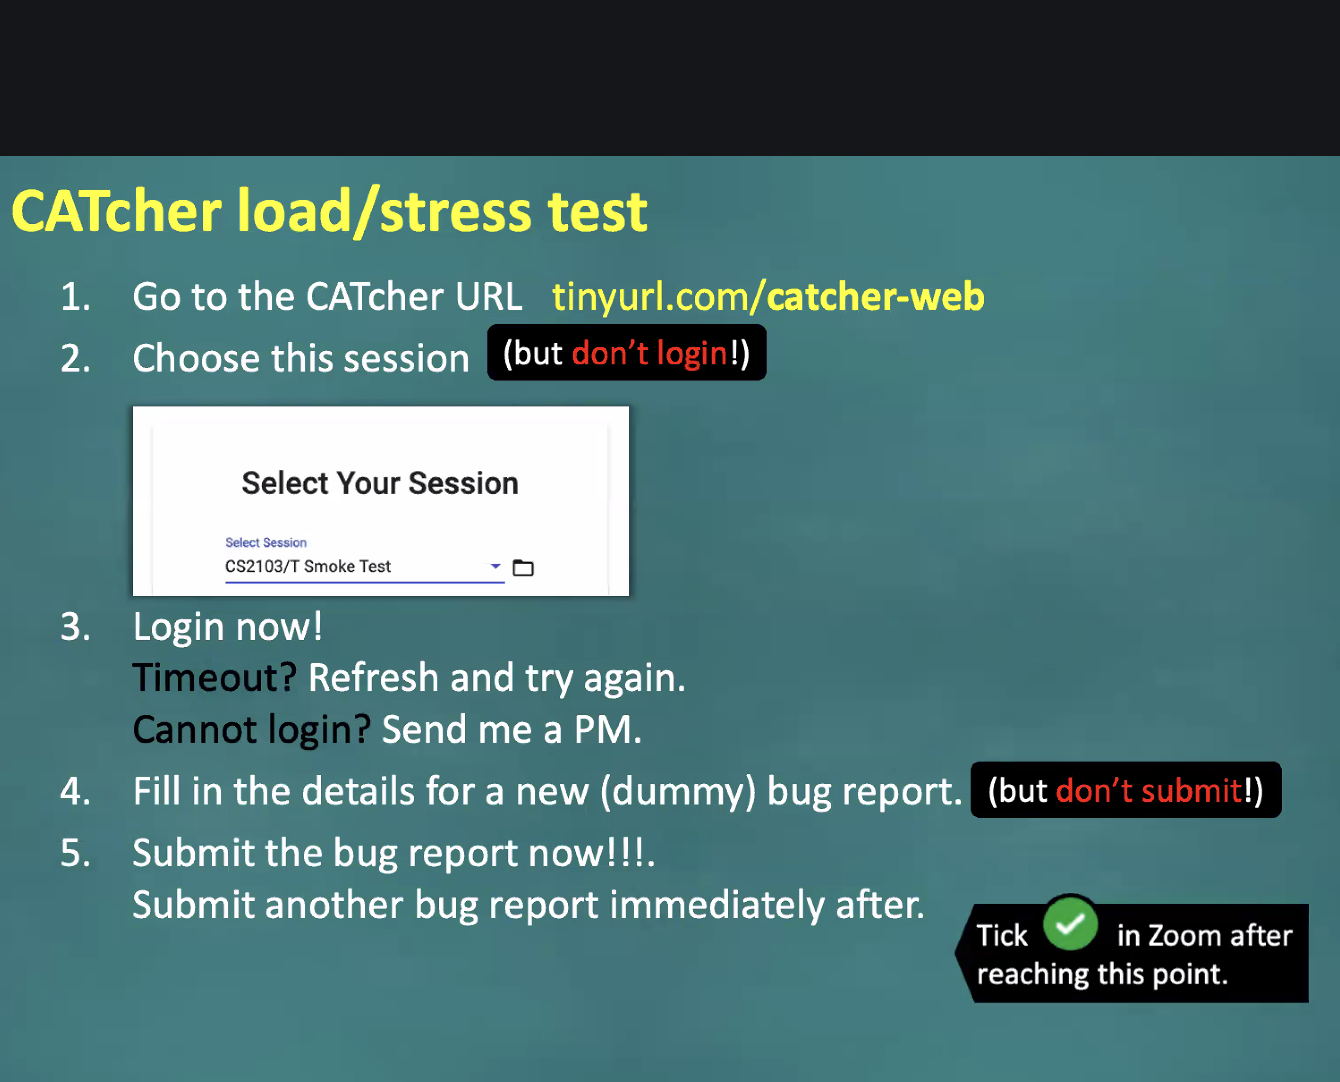 CATcher load/stress test
1. Go to the CATcher URL tinyurl.com/catcher-web
2. Choose this session (but don't login!)
Select Your Session
Select Session
CS2103/T Smoke Test
3. Login now!
Timeout? Refresh and try again.
Cannot login? Send me a PM.
4. Fill in the details for a new (dummy) bug report. (but don't submit!)
5. Submit the bug report now!!!.
Submit another bug report immediately after.
Tick in Zoom after
reaching this point.